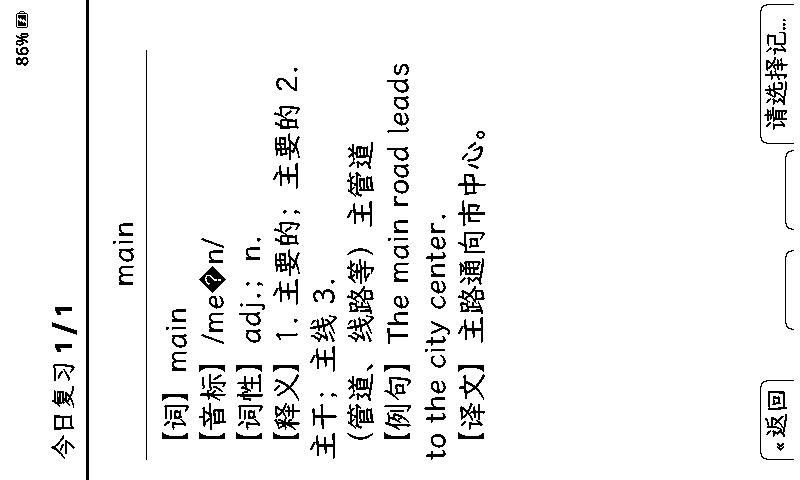 86%
今日复习 1/1
main
【词】 main
【音标】 /me�n/
【词性】 adj.; n.
【释义】 1. 主要的；主要的 2.
主干；主线 3.
（管道、线路等）主管道
【例句】 The main road leads
to the city center.
【译文】 主路通向市中心。
«返回
请选择记...